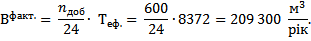 Вфакт. = nдоб/24 · Теф. = 600/24 · 8372 = 209 300 м³/рік.